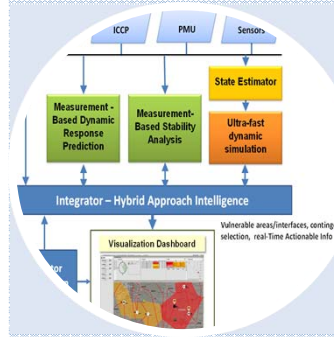 ICCP
PMU
Sensors
State Estimator
Measurement -
Based Dynamic
Response
Prediction
Measurement-
Based Stability
Analysis
Ultra-fast
dynamic
simulation
Integrator – Hybrid Approach Intelligence
Vulnerable areas/interfaces,
selection, real-Time Actionable Info
Visualization Dashboard